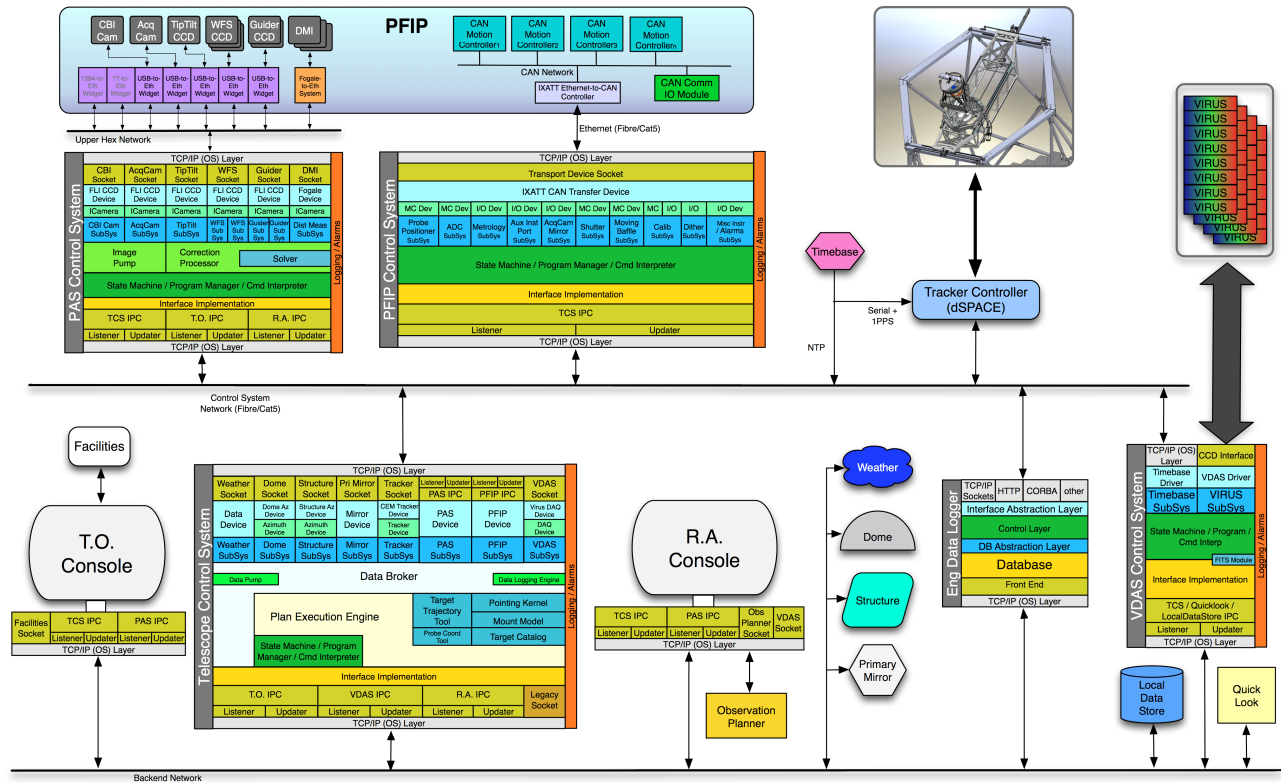 PFIP
CBI
Cam
Acq
Cam
TipTilt
CCD
WFS
CCD
Guider
CCD
DMI
1394-to-
Eth
Widget
??-to-
Eth
Widget
USB-to-
Eth
Widget
USB-to-
Eth
Widget
USB-to-
Eth
Widget
USB-to-
Eth
Widget
Fogale-
to-Eth
System
CAN
Motion
Controller1
CAN
Motion
Controller2
CAN
Motion
Controller3
CAN
Motion
Controllern
CAN Network
IXATT Ethernet-to-CAN
Controller
CAN Comm
IO Module
Upper Hex Network
Ethernet (Fibre/Cat5)
PAS Control System
TCP/IP (OS) Layer
CBI
Socket
AcqCam
Socket
TipTilt
Socket
WFS
Socket
Guider
Socket
DMI
Socket
FLI CCD
Device
FLI CCD
Device
FLI CCD
Device
FLI CCD
Device
FLI CCD
Device
Fogale
Device
ICamera
ICamera
ICamera
ICamera
ICamera
ICamera
CBI Cam
SubSys
AcqCam
SubSys
TipTilt
SubSys
WFS
Sub
Sys
WFS
Sub
Sys
Guider
Sub
Sys
Guider
Sub
Sys
Dist Meas
SubSys
Image
Pump
Correction
Processor
Solver
State Machine / Program Manager / Cmd Interpreter
Interface Implementation
TCS IPC
T.O. IPC
R.A. IPC
Listener
Updater
Listener
Updater
Listener
Updater
TCP/IP (OS) Layer
Logging / Alarms
PFIP Control System
TCP/IP (OS) Layer
Transport Device Socket
IXATT CAN Transfer Device
MC Dev
MC Dev
I/O Dev
I/O Dev
I/O Dev
MC Dev
MC Dev
MC
I/O
I/O
I/O Dev
Probe
Positioner
SubSys
ADC
SubSys
Metrology
SubSys
Aux Inst
Port
SubSys
AcqCam
Mirror
SubSys
Shutter
SubSys
Moving
Baffle
SubSys
Calib
SubSys
Dither
SubSys
Misc Instr
/ Alarms
SubSys
State Machine / Program Manager / Cmd Interpreter
Interface Implementation
TCS IPC
Listener
Updater
TCP/IP (OS) Layer
Logging / Alarms
Timebase
Serial +
1PPS
NTP
Tracker Controller
(dSPACE)
VIRUS
VIRUS
VIRUS
VIRUS
VIRUS
VIRUS
VIRUS
VIRUS
VIRUS
VIRUS
Control System
Network (Fibre/Cat5)
Facilities
T.O.
Console
Facilities
Socket
TCS IPC
PAS IPC
Listener
Updater
Listener
Updater
TCP/IP (OS) Layer
Telescope Control System
TCP/IP (OS) Layer
Weather
Socket
Dome
Socket
Structure
Socket
Pri Mirror
Socket
Tracker
Socket
Listener
Updater
PAS IPC
Listener
Updater
PFIP IPC
VDAS
Socket
Data
Device
Dome Az
Device
Azimuth
Device
Structure Az
Device
Azimuth
Device
Mirror
Device
CEM Tracker
Device
Tracker
Device
PAS
Device
PFIP
Device
Virus DAQ
Device
DAQ
Device
Weather
SubSys
Dome
SubSys
Structure
SubSys
Mirror
SubSys
Tracker
SubSys
PAS
SubSys
PFIP
SubSys
VDAS
SubSys
Data Pump
Data Broker
Data Logging Engine
Plan Execution Engine
State Machine / Program
Manager / Cmd Interpreter
Target
Trajectory
Tool
Probe Coord
Tool
Pointing Kernel
Mount Model
Target Catalog
Interface Implementation
T.O. IPC
VDAS IPC
R.A. IPC
Legacy
Socket
Listener
Updater
Listener
Updater
Listener
Updater
TCP/IP (OS) Layer
Logging / Alarms
R.A.
Console
TCS IPC
PAS IPC
Obs
Planner
Socket
VDAS
Socket
Listener
Updater
Listener
Updater
TCP/IP (OS) Layer
Observation
Planner
Weather
Dome
Structure
Primary
Mirror
Eng Data Logger
TCP/IP
Sockets
HTTP
CORBA
other
Interface Abstraction Layer
Control Layer
DB Abstraction Layer
Database
Front End
TCP/IP (OS) Layer
VDAS Control System
TCP/IP (OS)
Layer
CCD Interface
Timebase
Driver
VDAS Driver
Timebase
SubSys
VIRUS
SubSys
State Machine / Program /
Cmd Interp
FITS Module
Interface Implementation
TCS / Quicklook /
LocalDataStore IPC
Listener
Updater
TCP/IP (OS) Layer
Logging / Alarms
Local
Data
Store
Quick
Look
Backend Network